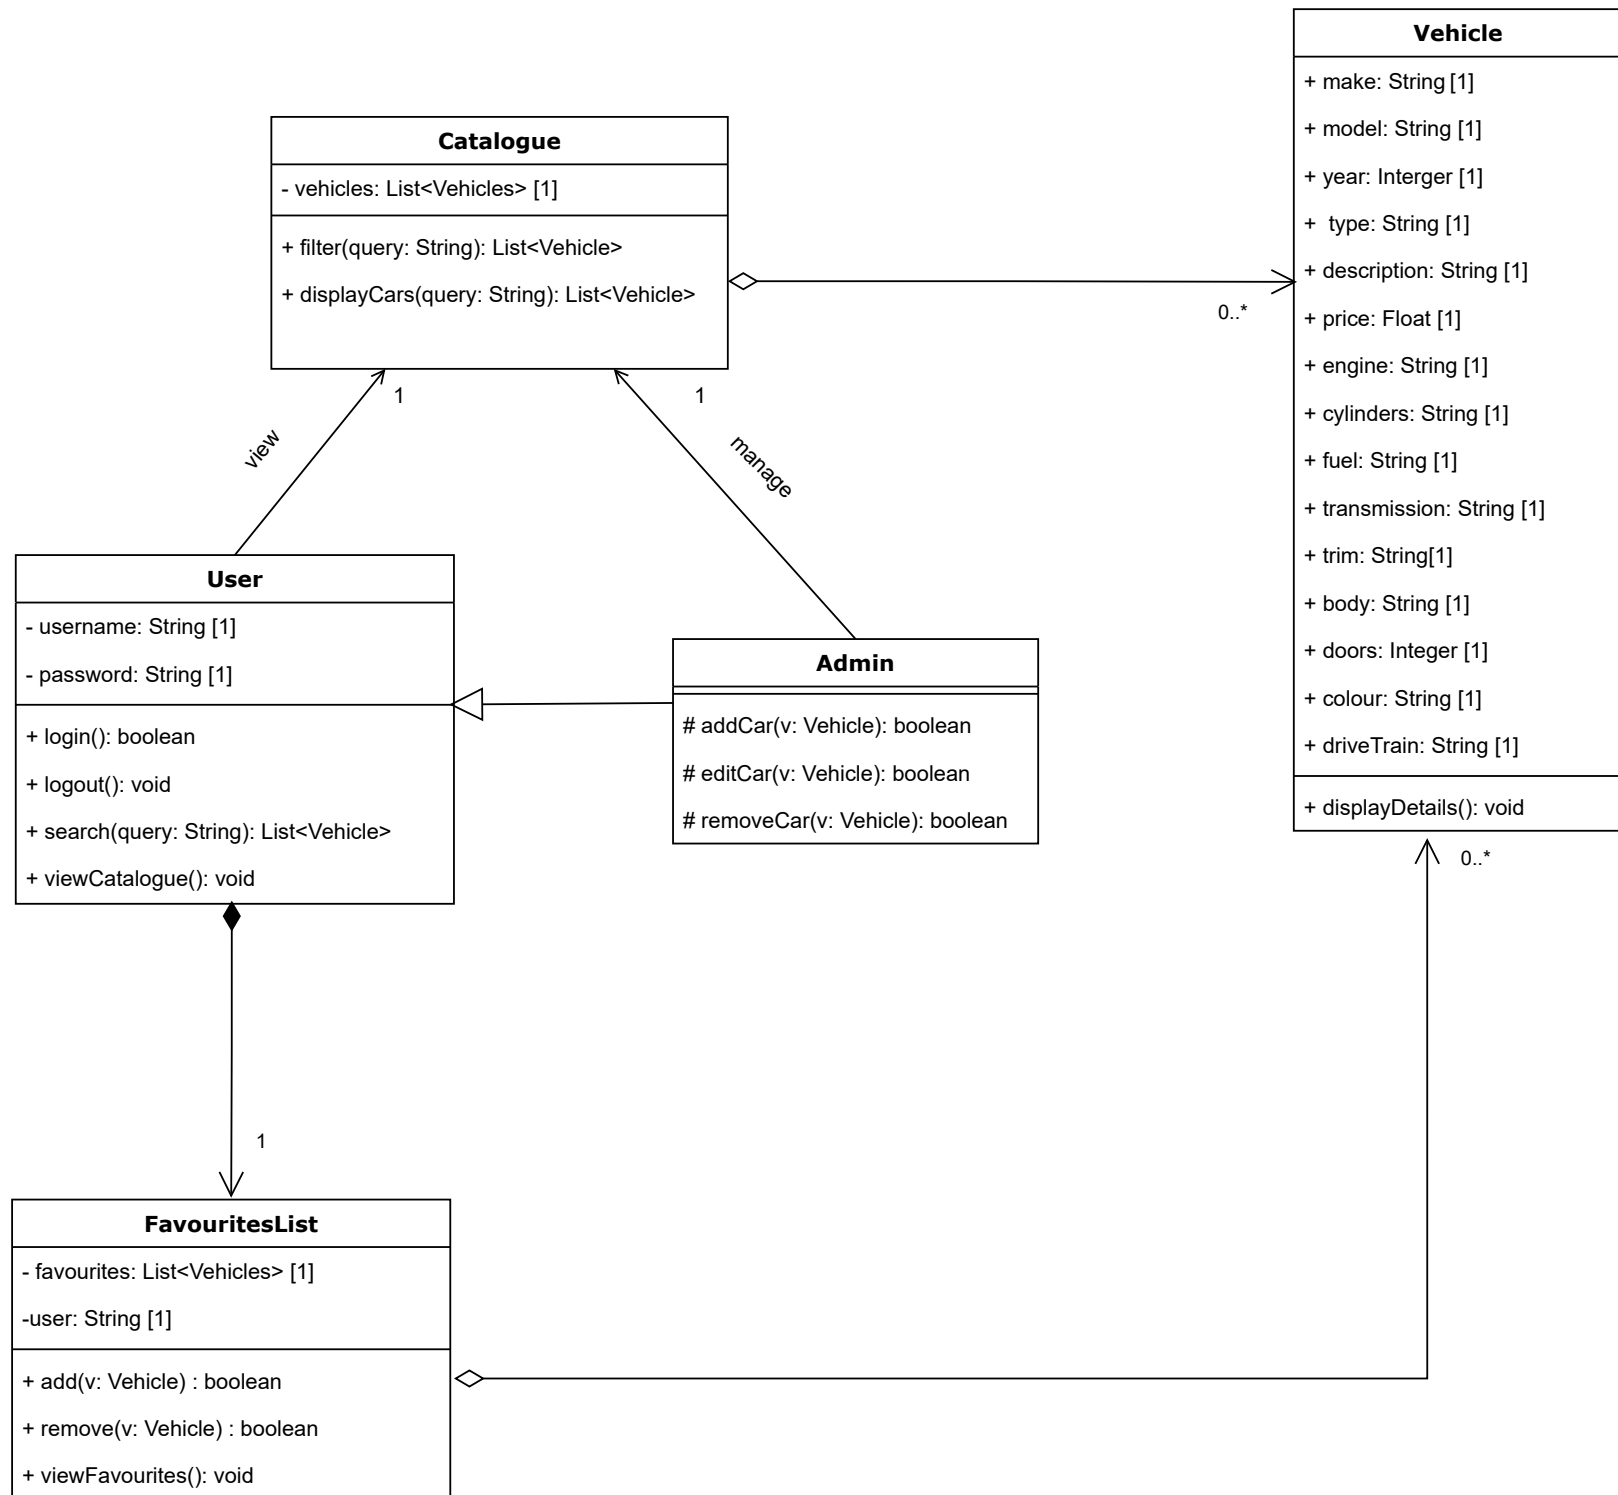 Vehicle
+ make: String [1]
+ model: String [1]
+ year: Interger [1]
+ type: String [1]
+ description: String [1]
+ price: Float [1]
+ engine: String [1]
+ cylinders: String [1]
+ fuel: String [1]
+ transmission: String [1]
+ trim: String[1]
+ body: String [1]
+ doors: Integer [1]
+ colour: String [1]
+ driveTrain: String [1]
+ displayDetails(): void
0..*
Catalogue
- vehicles: List<Vehicles> [1]
+ filter(query: String): List<Vehicle>
+ displayCars(query: String): List<Vehicle>
0..*
1
1
view
manage
User
- username: String [1]
- password: String [1]
+ login(): boolean
+ logout(): void
+ search(query: String): List<Vehicle>
+ viewCatalogue(): void
Admin
# addCar(v: Vehicle): boolean
# editCar(v: Vehicle): boolean
# removeCar(v: Vehicle): boolean
1
FavouritesList
- favourites: List<Vehicles> [1]
-user: String [1]
+ add(v: Vehicle) : boolean
+ remove(v: Vehicle) : boolean
+ viewFavourites(): void